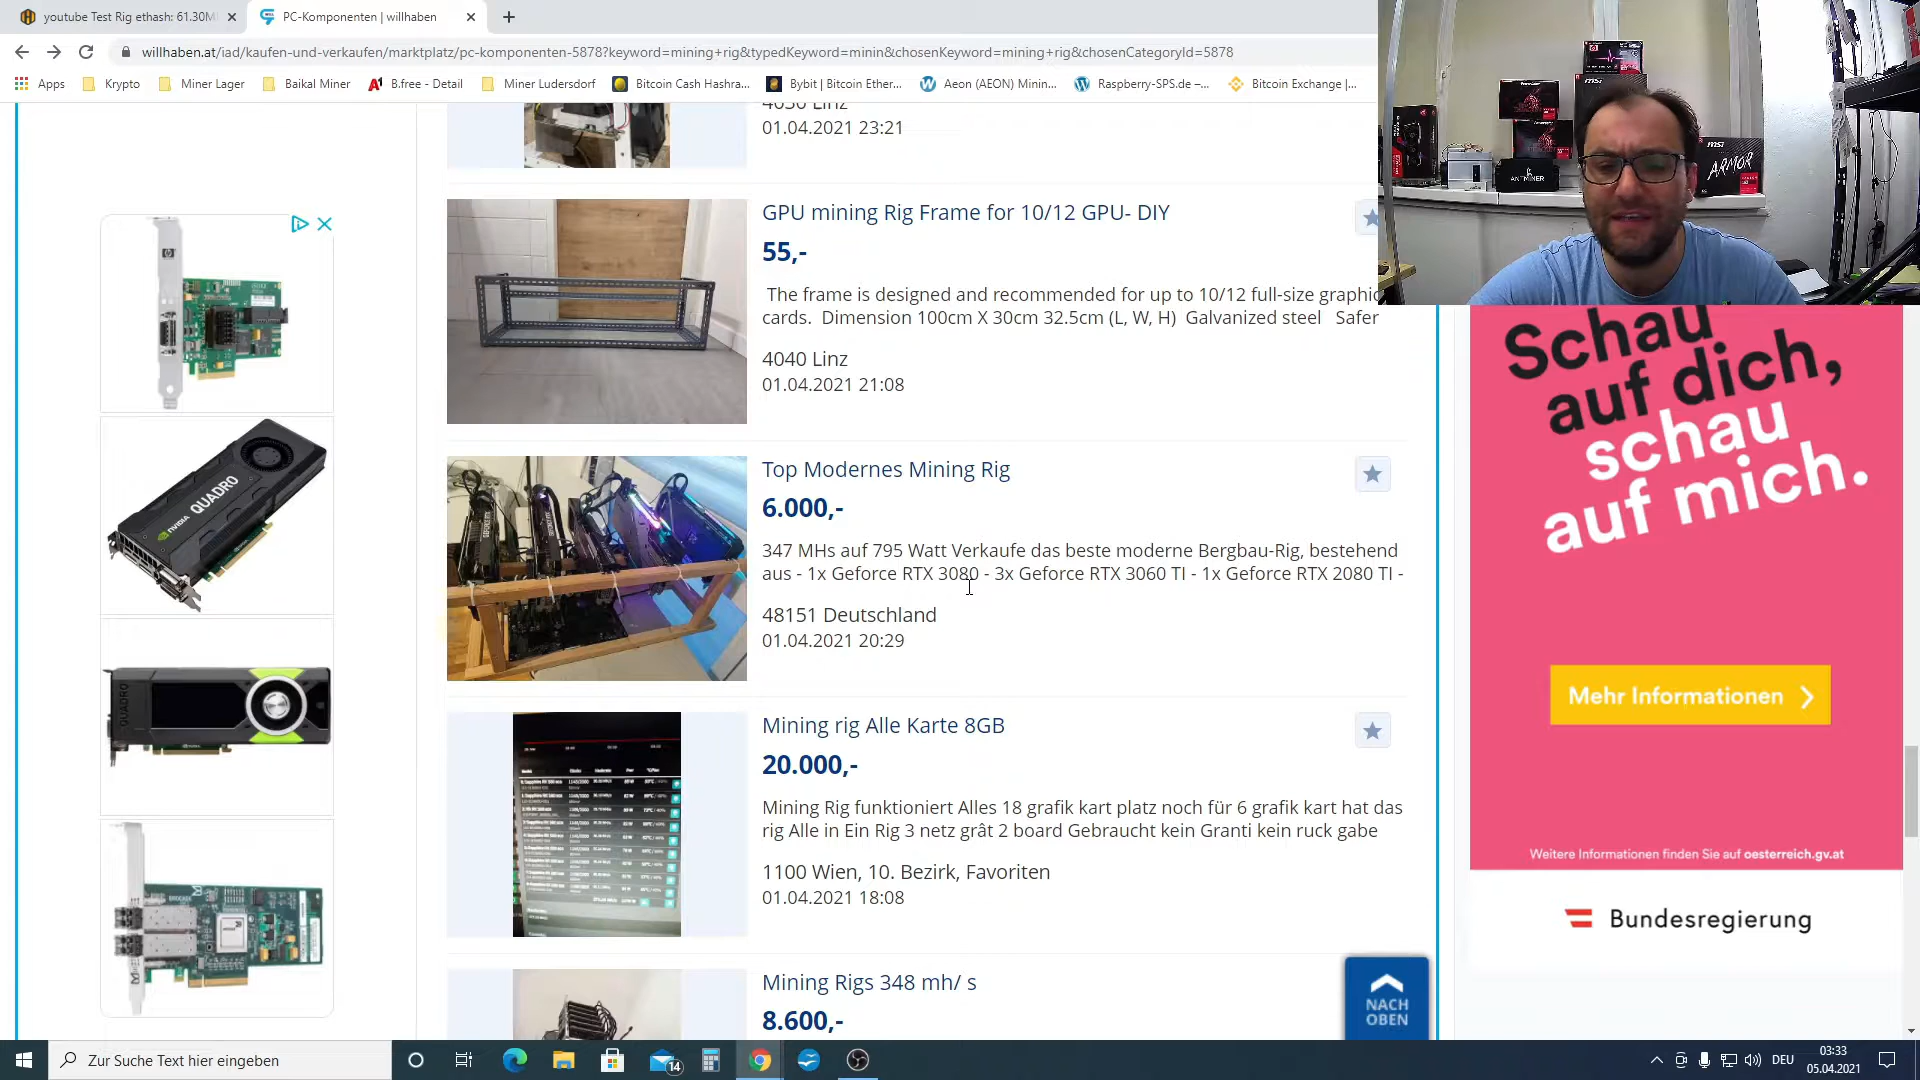 youtube Test Rig ethash: 61.30M
PC-Komponenten | willhaben
willhaben.at/iad/kaufen-und-verkaufen/marktplatz/pc-komponenten-5878?keyword=mining+rig&typedKeyword=minin&chosenKeyword=mining+rig&chosenCategoryId=5878
Apps
Krypto
Miner Lager
Baikal Miner
B.free - Detail
Miner Ludersdorf
Bitcoin Cash Hashra...
Bybit | Bitcoin Ether...
Aeon (AEON) Minin...
Raspberry-SPS.de –...
Bitcoin Exchange |...
01.04.2021 23:21
GPU mining Rig Frame for 10/12 GPU- DIY
55,-
The frame is designed and recommended for up to 10/12 full-size graphic
cards. Dimension 100cm X 30cm 32.5cm (L, W, H) Galvanized steel Safer
4040 Linz
01.04.2021 21:08
Top Modernes Mining Rig
6.000,-
347 MHs auf 795 Watt Verkaufe das beste moderne Bergbau-Rig, bestehend
aus - 1x Geforce RTX 3080 - 3x Geforce RTX 3060 TI - 1x Geforce RTX 2080 TI -
48151 Deutschland
01.04.2021 20:29
Mining rig Alle Karte 8GB
20.000,-
Mining Rig funktioniert Alles 18 grafik kart platz noch für 6 grafik kart hat das
rig Alle in Ein Rig 3 netz grât 2 board Gebraucht kein Granti kein ruck gabe
1100 Wien, 10. Bezirk, Favoriten
01.04.2021 18:08
Mining Rigs 348 mh/ s
8.600,-
NACH
OBEN
NVIDIA QUADRO
QUADRO
msi
msi
ARMOR
ANTMINER
Schau
auf dich,
schau
auf mich.
Mehr Informationen
Weitere Informationen finden Sie auf oesterreich.gv.at
Bundesregierung
Zur Suche Text hier eingeben
14
DEU
03:33
05.04.2021